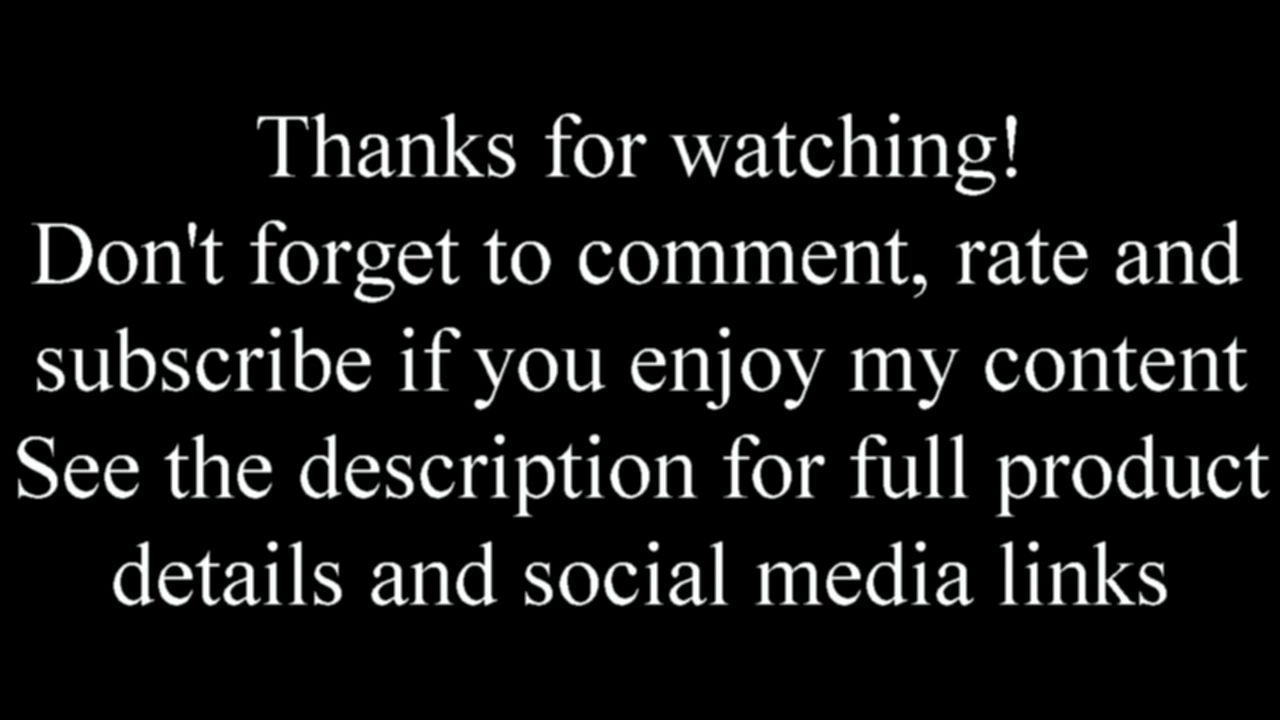 Thanks for watching!
Don't forget to comment, rate and
subscribe if you enjoy my content
See the description for full product
details and social media links